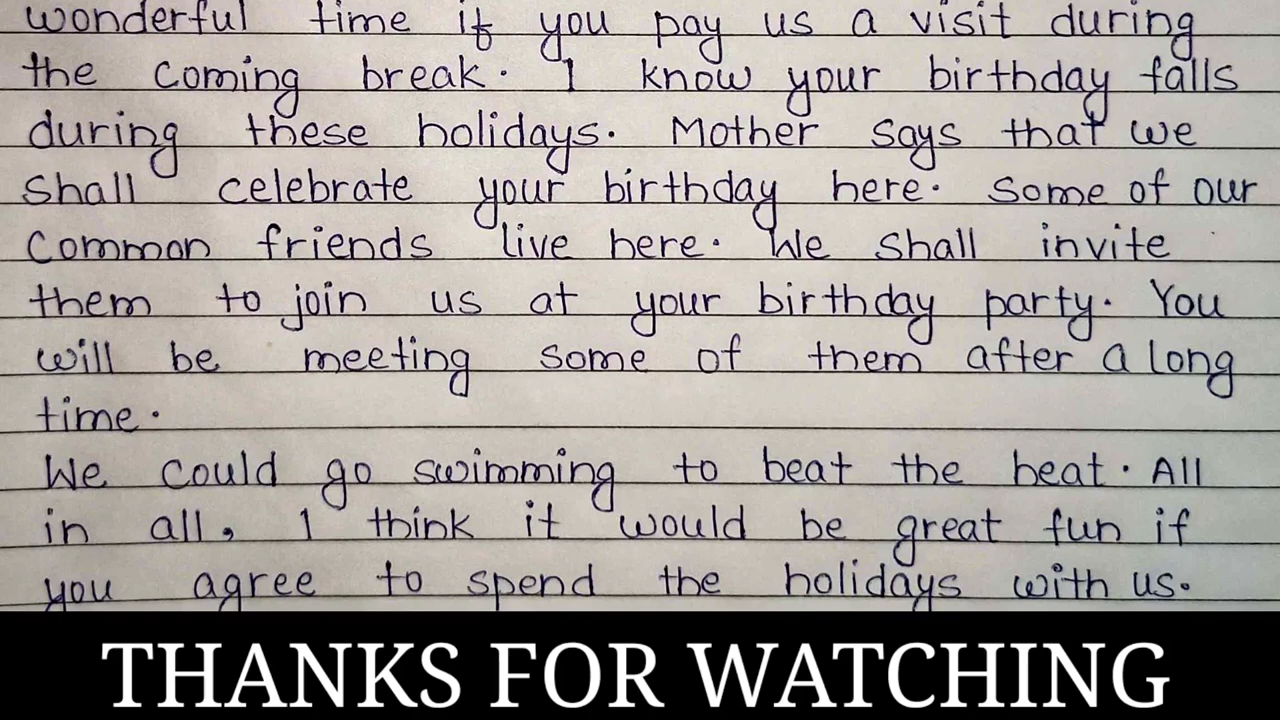 wonderful time if you pay us a visit during
the coming break. I know your birthday falls
during these holidays. Mother says that we
shall celebrate your birthday here. Some of our
Common friends live here. We shall invite
them to join us at your birthday party. You
will be meeting some of them after a long
time.
We could go swimming to beat the heat. All
in all, I think it would be great fun if
you agree to spend the holidays with us.
THANKS FOR WATCHING